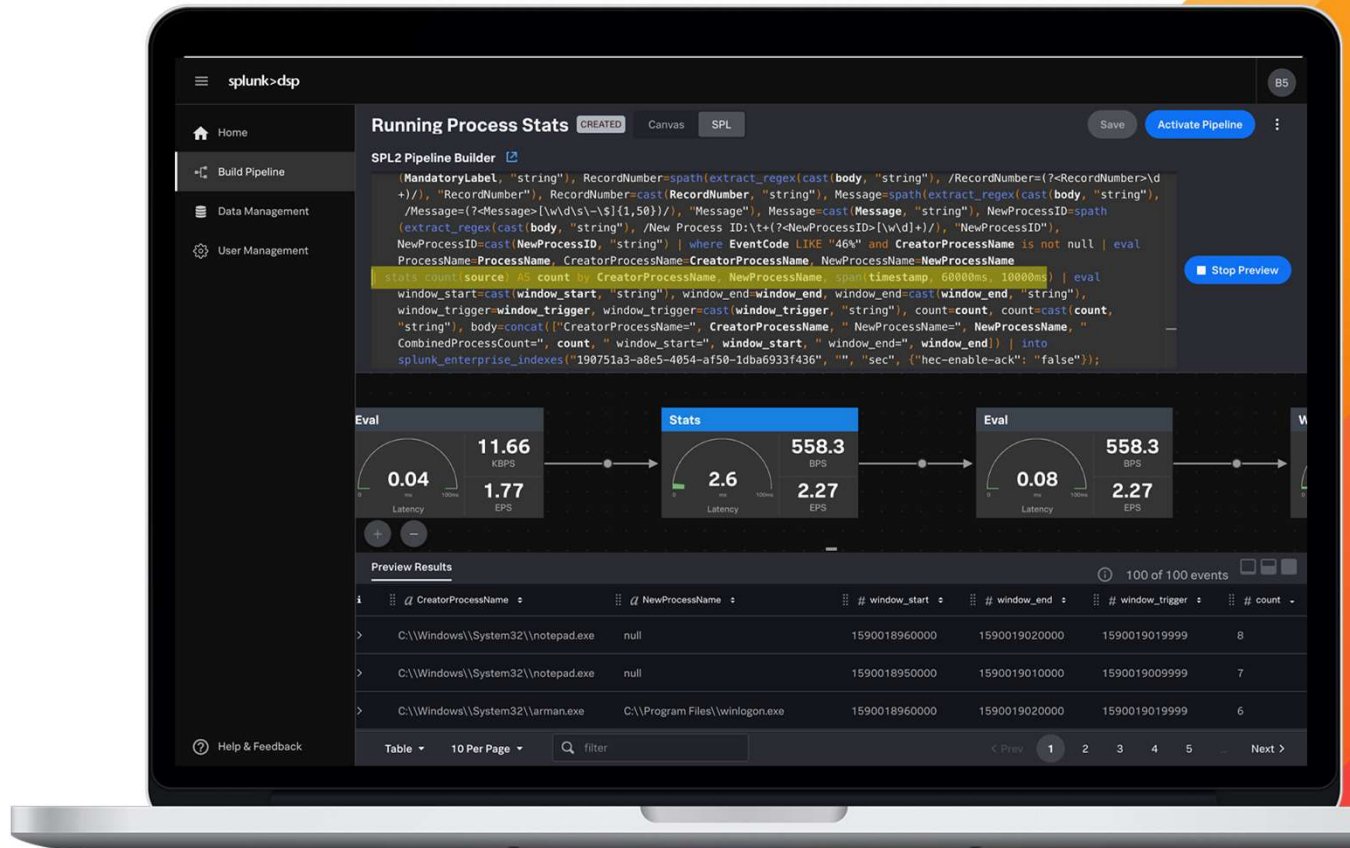 splunk>dsp
B5
Home
Build Pipeline
Data Management
User Management
Help & Feedback
Running Process Stats CREATED Canvas SPL Save Activate Pipeline
SPL2 Pipeline Builder
(MandatoryLabel, "string"), RecordNumber=spath(extract_regex(cast(body, "string"), /RecordNumber=(?<RecordNumber>\d
+)/), "RecordNumber"), RecordNumber=cast(RecordNumber, "string"), Message=spath(extract_regex(cast(body, "string"),
/Message=(?<Message>[\w\d\s\-\$]{1,50})/), "Message"), Message=cast(Message, "string"), NewProcessID=spath
(extract_regex(cast(body, "string"), /New Process ID:\t+(?<NewProcessID>[\w\d]+)/), "NewProcessID"),
NewProcessID=cast(NewProcessID, "string") | where EventCode LIKE "46%" and CreatorProcessName is not null | eval
ProcessName=ProcessName, CreatorProcessName=CreatorProcessName, NewProcessName=NewProcessName
| stats count(source) AS count by CreatorProcessName, NewProcessName, span(timestamp, 60000ms, 10000ms) | eval
window_start=cast(window_start, "string"), window_end=window_end, window_end=cast(window_end, "string"),
window_trigger=window_trigger, window_trigger=cast(window_trigger, "string"), count=count, count=cast(count,
"string"), body=concat(["CreatorProcessName=", CreatorProcessName, " NewProcessName=", NewProcessName, "
CombinedProcessCount=", count, " window_start=", window_start, " window_end=", window_end]) | into
splunk_enterprise_indexes("190751a3-a8e5-4054-af50-1dba6933f436", "", "sec", {"hec-enable-ack": "false"});
Stop Preview
Eval
11.66
KBPS
0.04
0 ms 100ms
Latency
1.77
EPS
Stats
558.3
BPS
2.6
0 ms 100ms
Latency
2.27
EPS
Eval
558.3
BPS
0.08
0 ms 100ms
Latency
2.27
EPS
W
+ −
Preview Results
100 of 100 events
i a CreatorProcessName a NewProcessName # window_start # window_end # window_trigger # count
> C:\\Windows\\System32\\notepad.exe null 1590018960000 1590019020000 1590019019999 8
> C:\\Windows\\System32\\notepad.exe null 1590018950000 1590019010000 1590019009999 7
> C:\\Windows\\System32\\arman.exe C:\\Program Files\\winlogon.exe 1590018960000 1590019020000 1590019019999 6
Table 10 Per Page filter < Prev 1 2 3 4 5 ... Next >